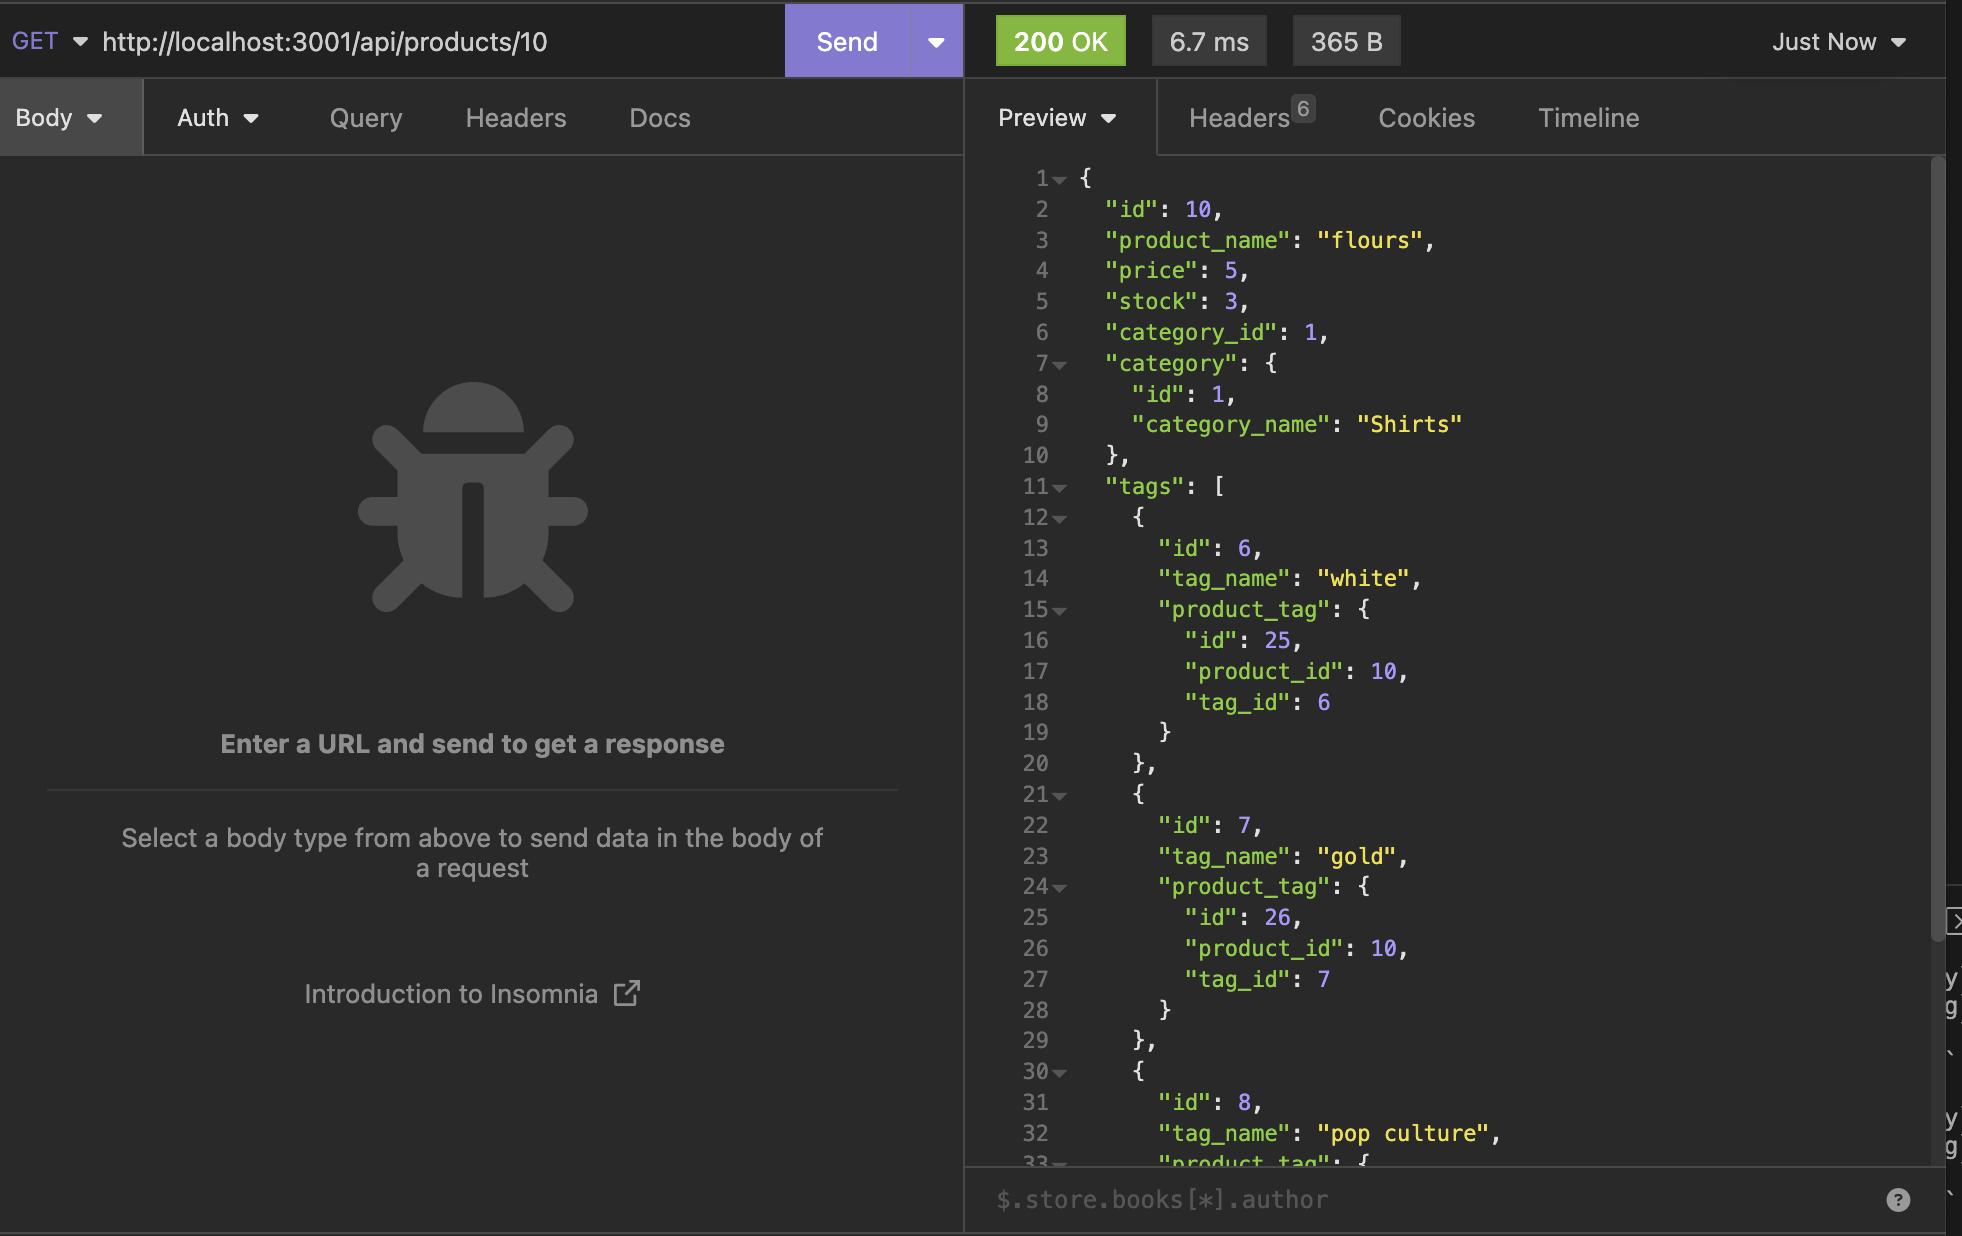 GET http://localhost:3001/api/products/10 Send 200 OK 6.7 ms 365 B Just Now
Body Auth Query Headers Docs
Enter a URL and send to get a response
Select a body type from above to send data in the body of
a request
Introduction to Insomnia
Preview Headers 6 Cookies Timeline
1 {
2 "id": 10,
3 "product_name": "flours",
4 "price": 5,
5 "stock": 3,
6 "category_id": 1,
7 "category": {
8 "id": 1,
9 "category_name": "Shirts"
10 },
11 "tags": [
12 {
13 "id": 6,
14 "tag_name": "white",
15 "product_tag": {
16 "id": 25,
17 "product_id": 10,
18 "tag_id": 6
19 }
20 },
21 {
22 "id": 7,
23 "tag_name": "gold",
24 "product_tag": {
25 "id": 26,
26 "product_id": 10,
27 "tag_id": 7
28 }
29 },
30 {
31 "id": 8,
32 "tag_name": "pop culture",
33 "product_tag": {
$.store.books[*].author